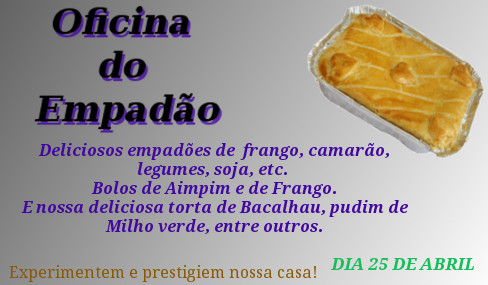 Oficina
do
Empadão
Deliciosos empadões de frango, camarão,
legumes, soja, etc.
Bolos de Aimpim e de Frango.
E nossa deliciosa torta de Bacalhau, pudim de
Milho verde, entre outros.
Experimentem e prestigiem nossa casa!
DIA 25 DE ABRIL